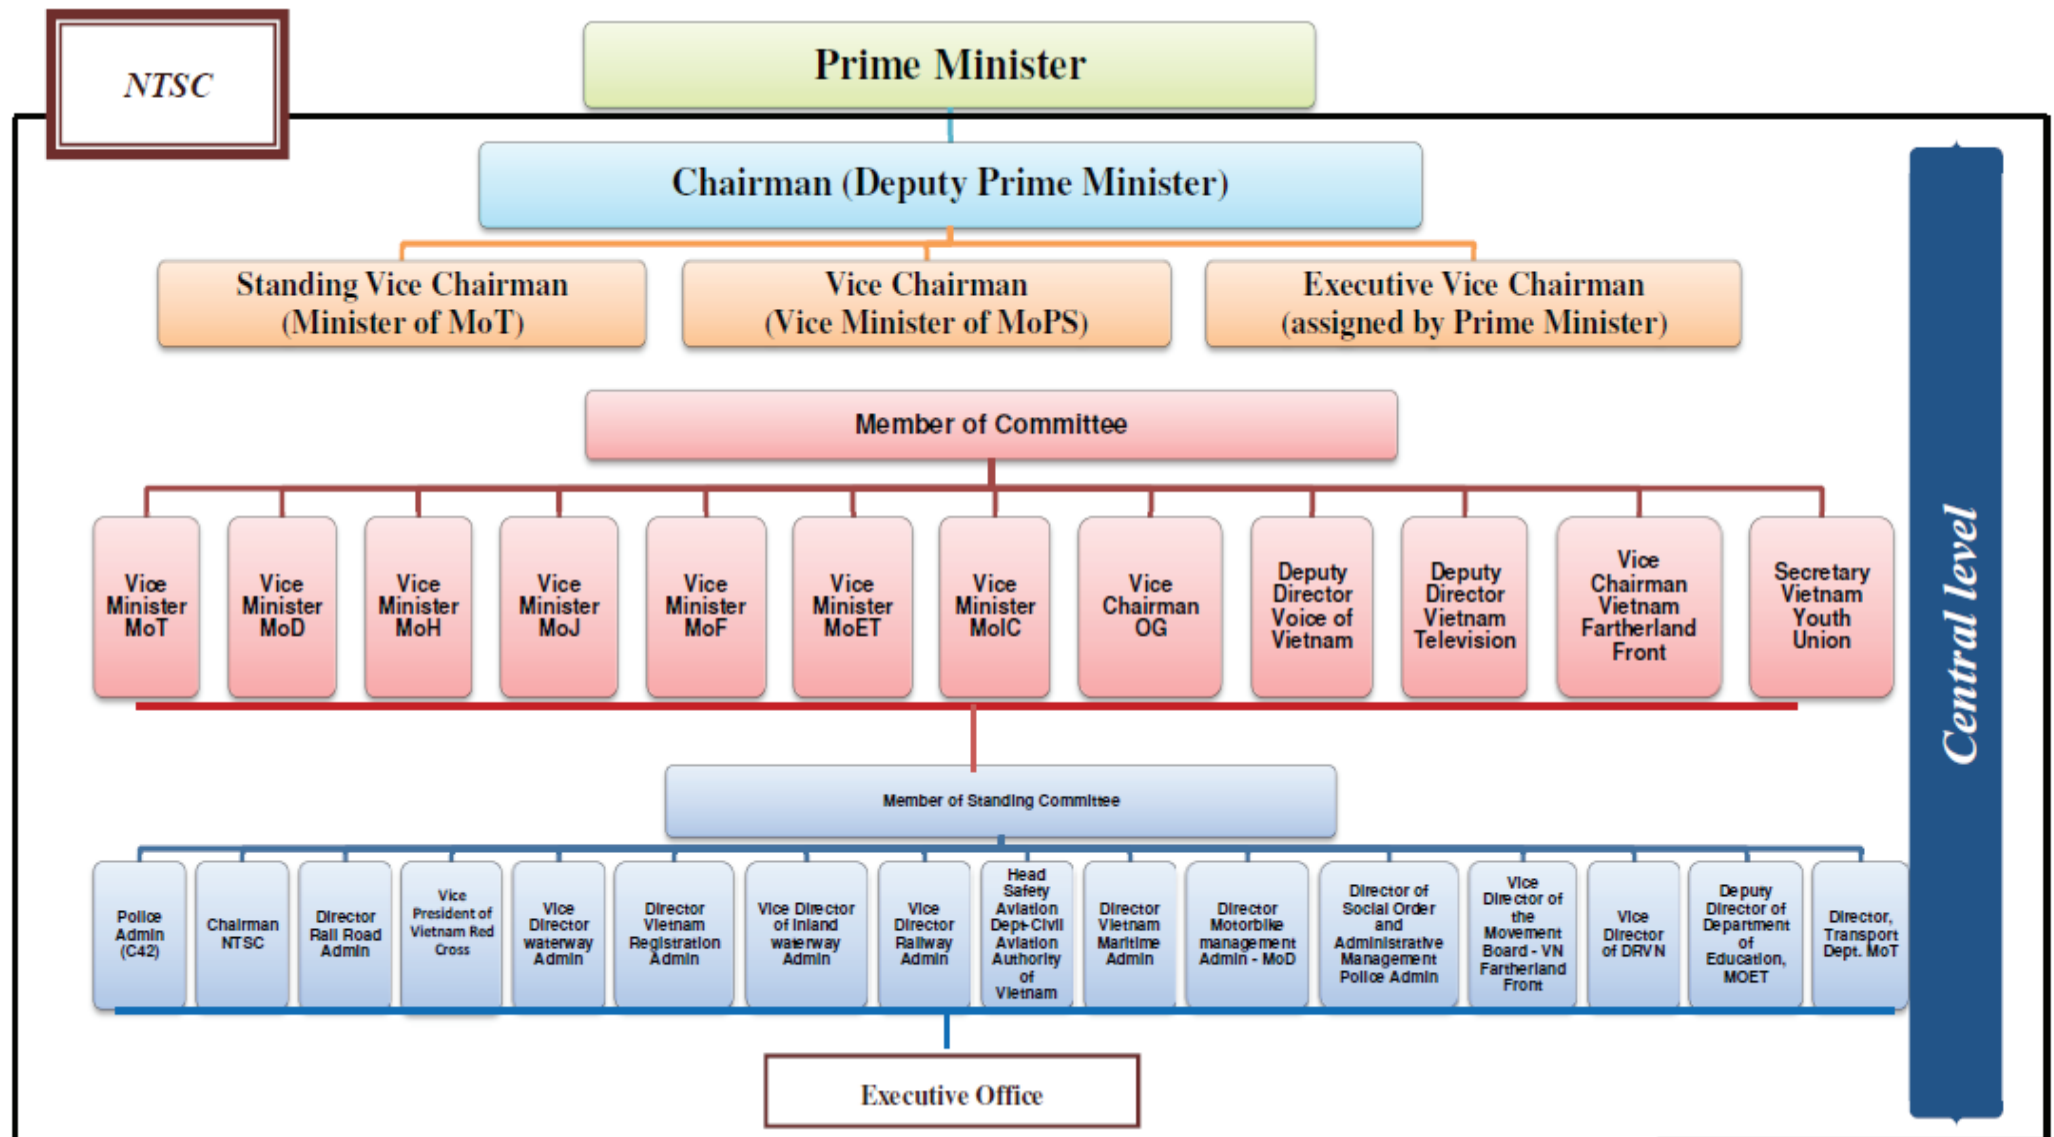 NTSC
Prime Minister
Chairman (Deputy Prime Minister)
Standing Vice Chairman
(Minister of MoT)
Vice Chairman
(Vice Minister of MoPS)
Executive Vice Chairman
(assigned by Prime Minister)
Member of Committee
Vice
Minister
MoT
Vice
Minister
MoD
Vice
Minister
MoH
Vice
Minister
MoJ
Vice
Minister
MoF
Vice
Minister
MoET
Vice
Minister
MoIC
Vice
Chairman
OG
Deputy
Director
Voice of
Vietnam
Deputy
Director
Vietnam
Television
Vice
Chairman
Vietnam
Fartherland
Front
Secretary
Vietnam
Youth
Union
Central level
Member of Standing Committee
Police
Admin
(C42)
Chairman
NTSC
Director
Rail Road
Admin
Vice
President of
Vietnam Red
Cross
Vice
Director
waterway
Admin
Director
Vietnam
Registration
Admin
Vice Director
of Inland
waterway
Admin
Vice
Director
Railway
Admin
Head
Safety
Aviation
Dept-Civil
Aviation
Authority
of
Vietnam
Director
Vietnam
Maritime
Admin
Director
Motorbike
management
Admin - MoD
Director of
Social Order
and
Administrative
Management
Police Admin
Vice
Director of
the
Movement
Board - VN
Fartherland
Front
Vice
Director
of DRVN
Deputy
Director of
Department
of
Education,
MOET
Director,
Transport
Dept. MoT
Executive Office